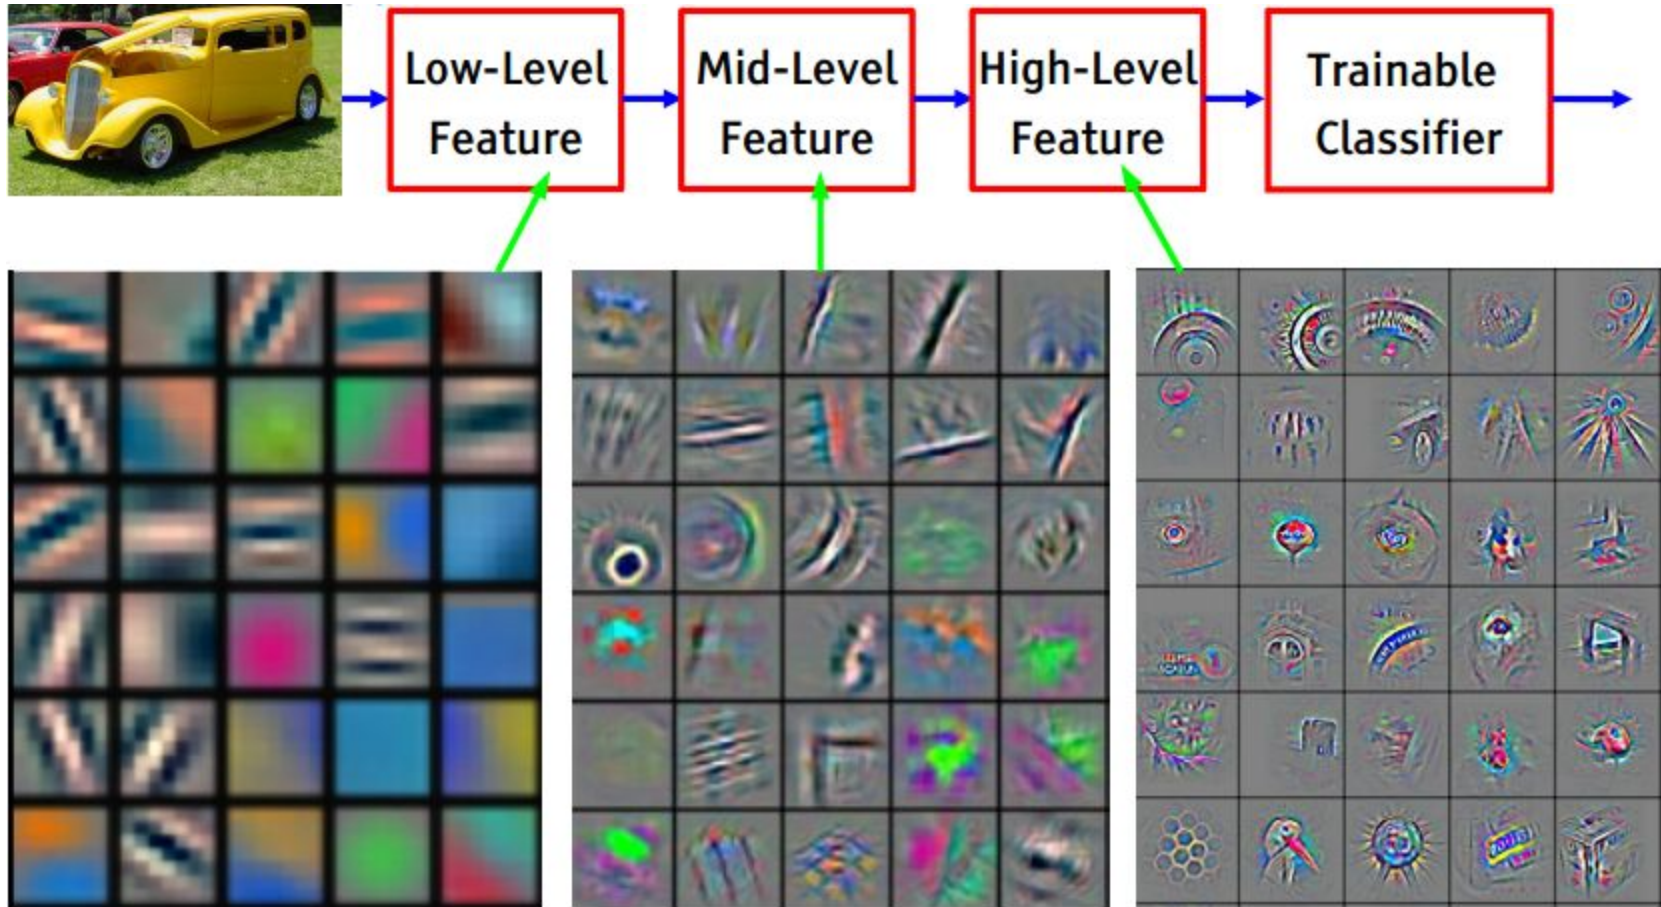 Low-Level
Feature
Mid-Level
Feature
High-Level
Feature
Trainable
Classifier